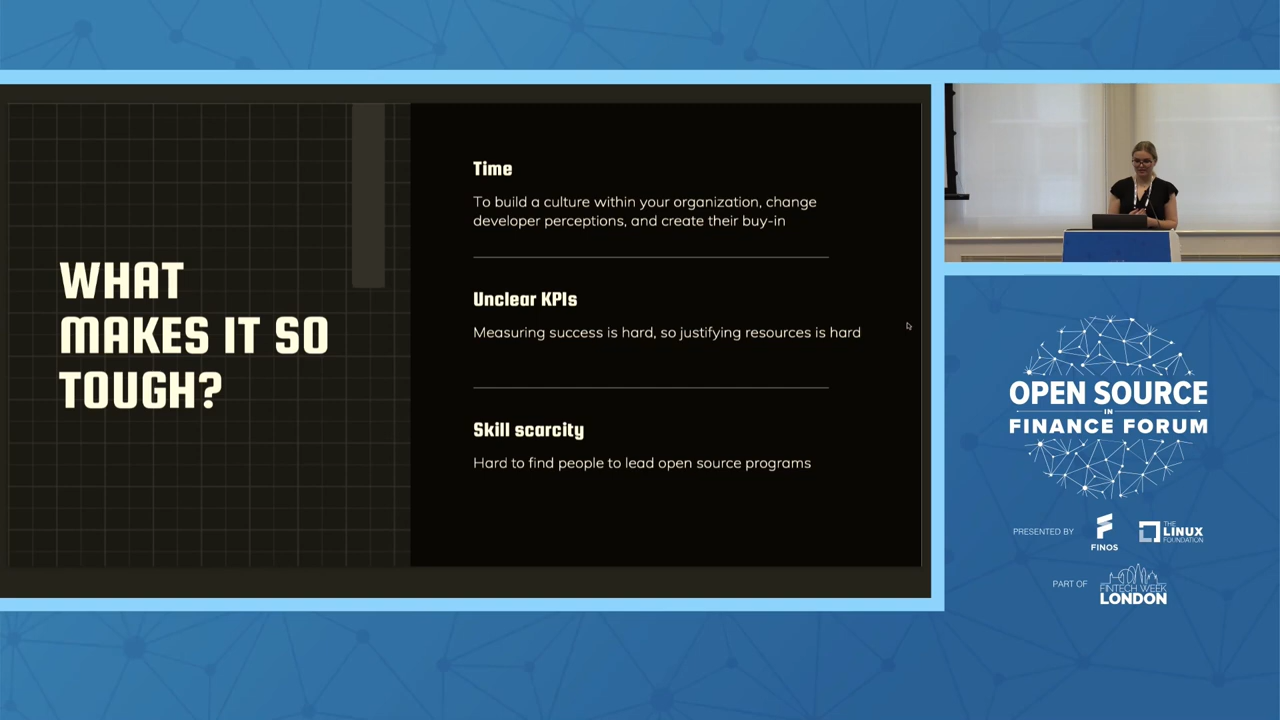 WHAT
MAKES IT SO
TOUGH?
Time
To build a culture within your organization, change
developer perceptions, and create their buy-in
Unclear KPIs
Measuring success is hard, so justifying resources is hard
Skill scarcity
Hard to find people to lead open source programs
OPEN SOURCE
IN
FINANCE FORUM
PRESENTED BY
FINOS
THE
LINUX
FOUNDATION
PART OF
FINTECH WEEK
LONDON